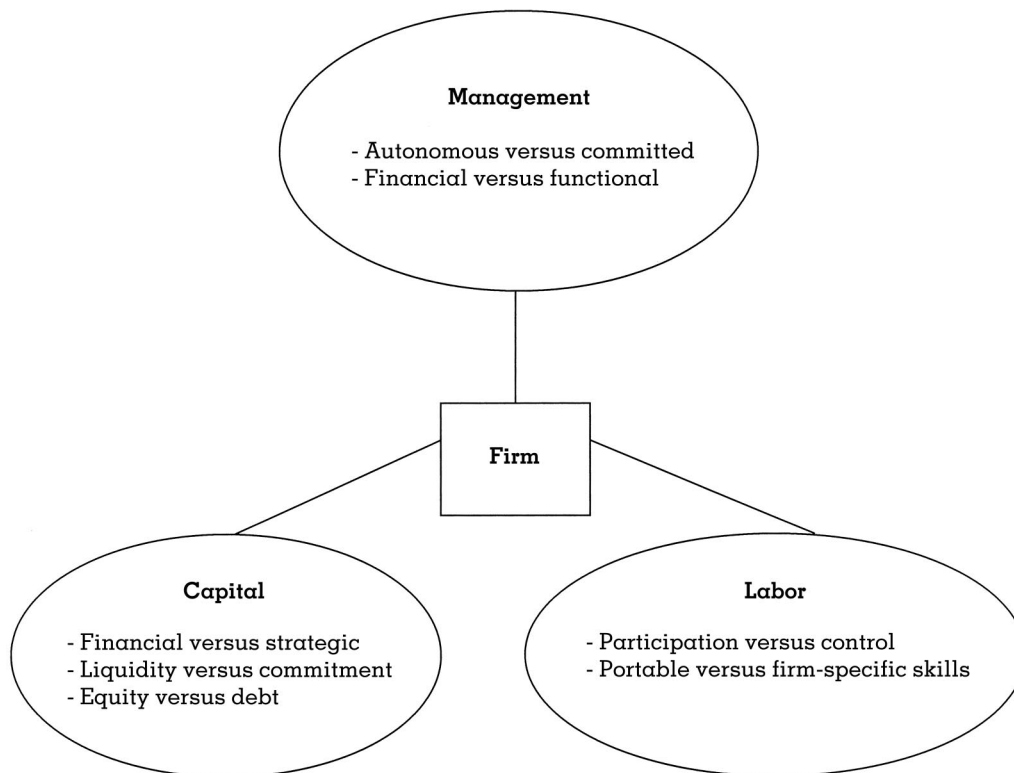 Management
- Autonomous versus committed
- Financial versus functional
Firm
Capital
- Financial versus strategic
- Liquidity versus commitment
- Equity versus debt
Labor
- Participation versus control
- Portable versus firm-specific skills